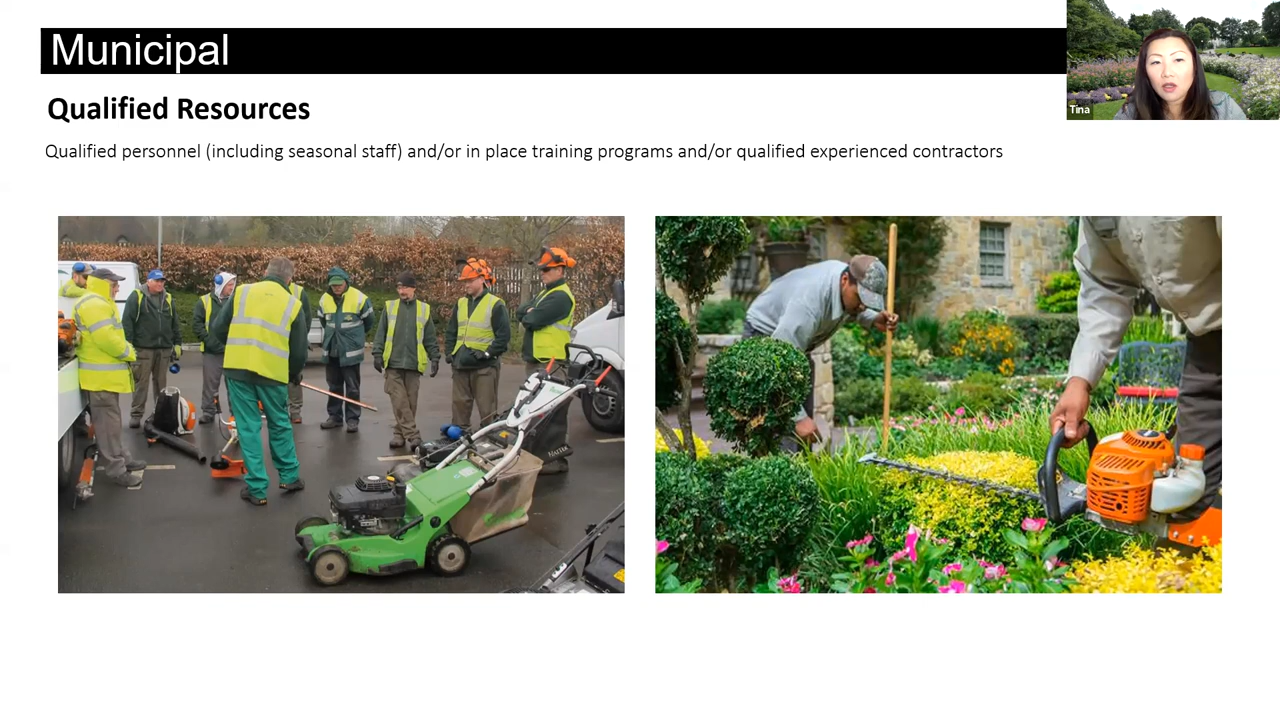 Municipal
Tina
Qualified Resources
Qualified personnel (including seasonal staff) and/or in place training programs and/or qualified experienced contractors